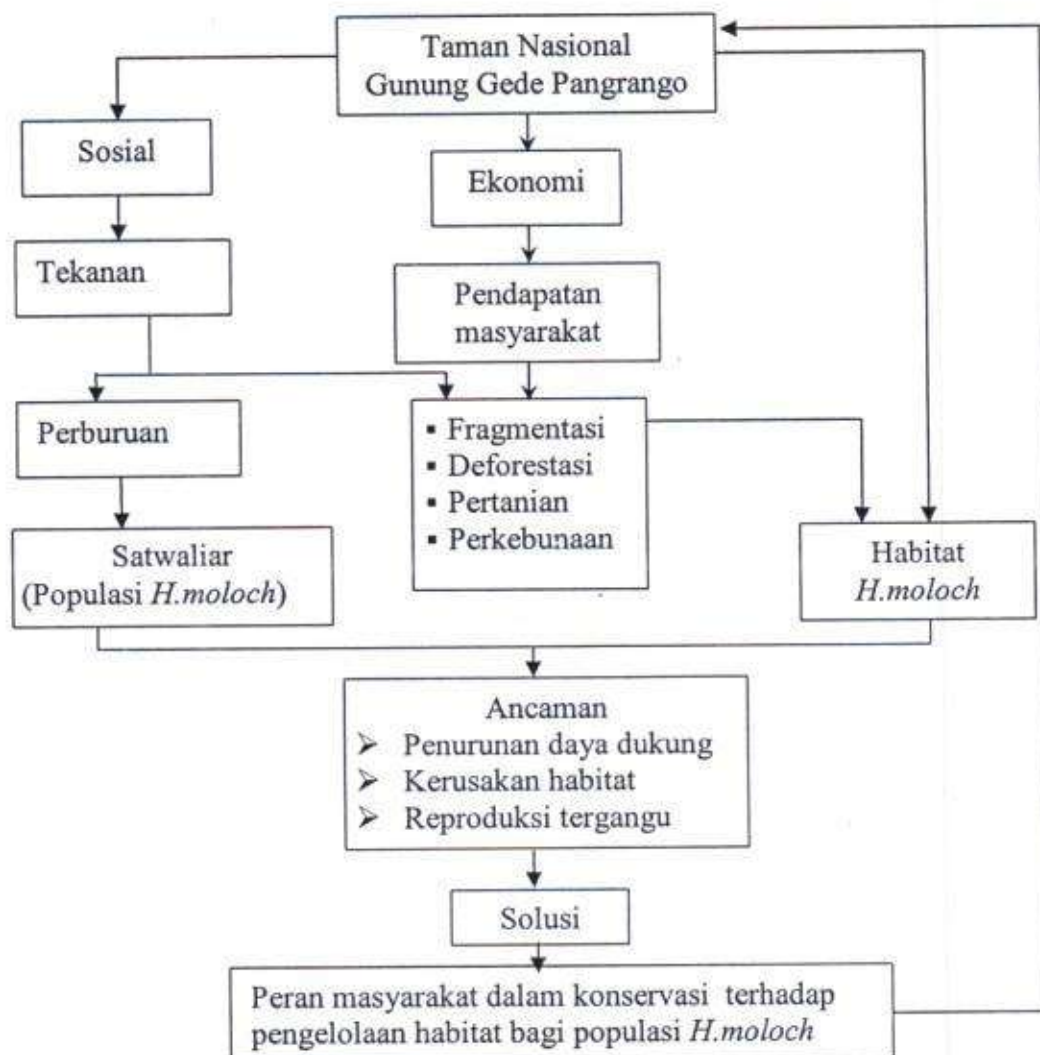 Taman Nasional
Gunung Gede Pangrango
Sosial
Ekonomi
Tekanan
Pendapatan
masyarakat
Perburuan
▪ Fragmentasi
▪ Deforestasi
▪ Pertanian
▪ Perkebunaan
Satwaliar
(Populasi H.moloch)
Habitat
H.moloch
Ancaman
➢ Penurunan daya dukung
➢ Kerusakan habitat
➢ Reproduksi tergangu
Solusi
Peran masyarakat dalam konservasi terhadap
pengelolaan habitat bagi populasi H.moloch